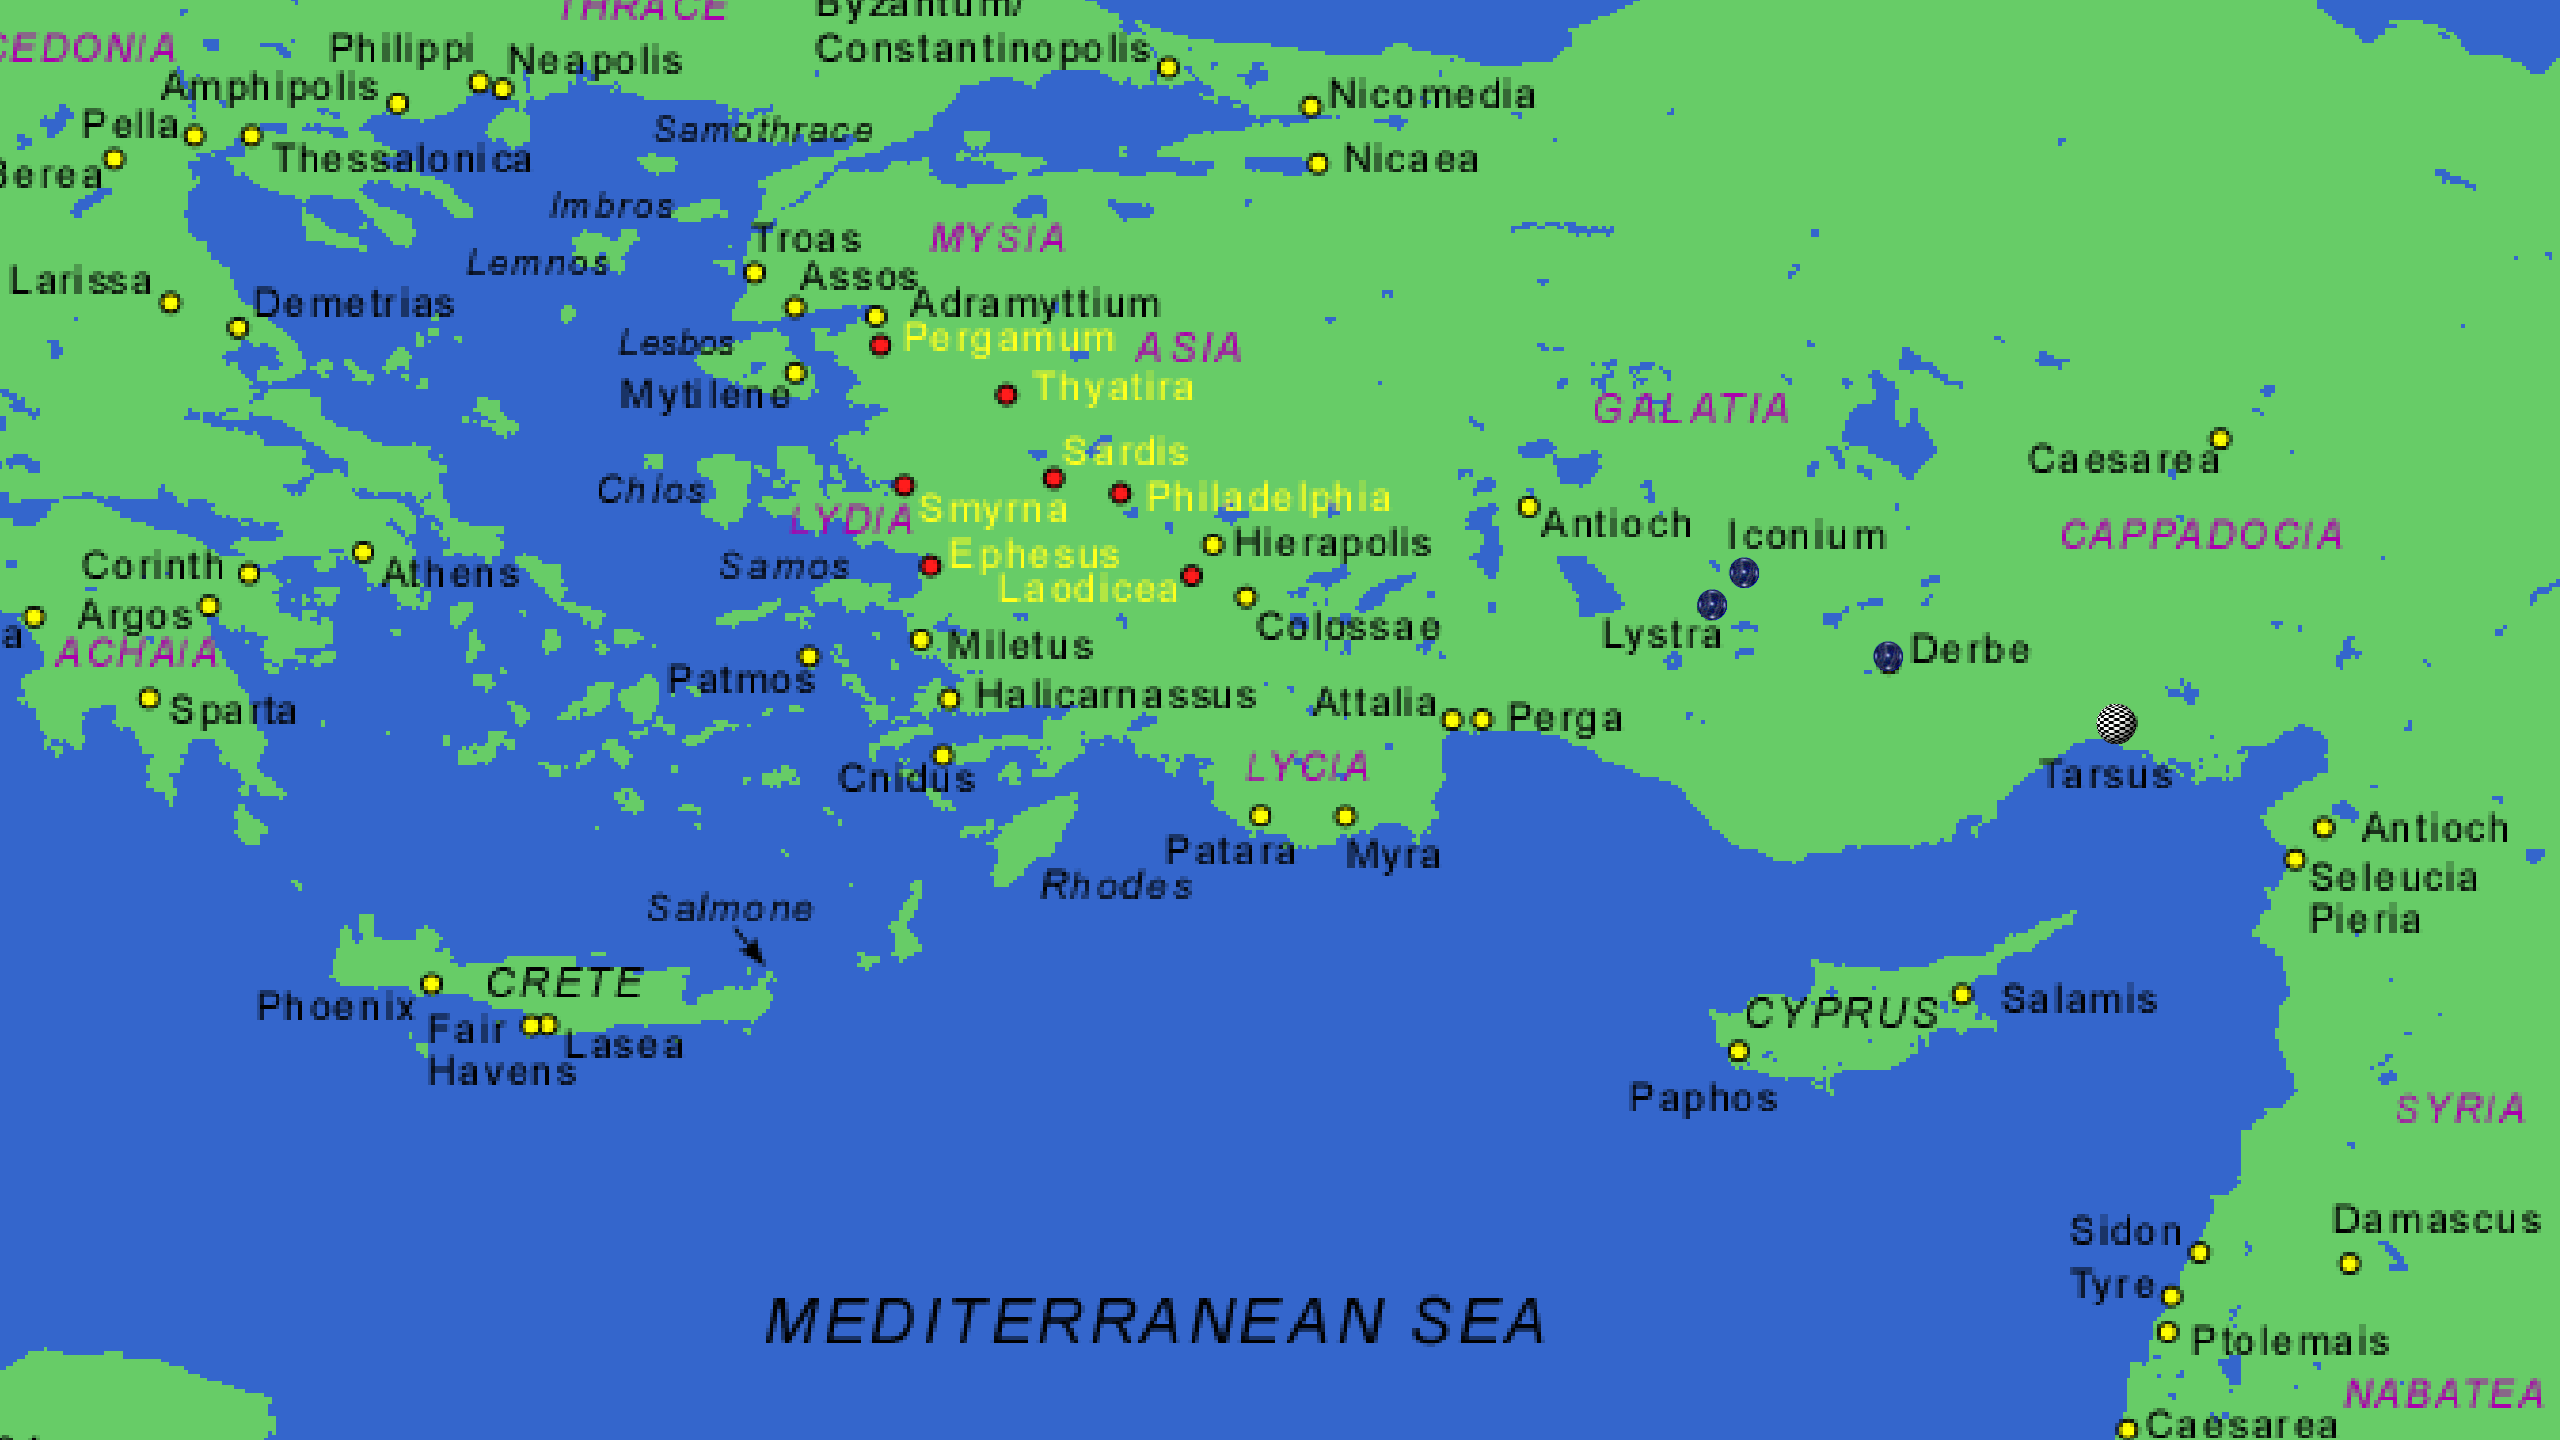 THRACE
Byzantum/
Constantinopolis
CEDONIA
Philippi
Neapolis
Amphipolis
Nicomedia
Pella
Samothrace
Thessalonica
Nicaea
Berea
Imbros
Troas
MYSIA
Lemnos
Assos
Larissa
Demetrias
Adramyttium
Pergamum
ASIA
Lesbos
Thyatira
Mytilene
GALATIA
Sardis
Caesarea
Chios
Philadelphia
Smyrna
LYDIA
Antioch
Iconium
CAPPADOCIA
Hierapolis
Ephesus
Samos
Corinth
Athens
Laodicea
Argos
Colossae
Lystra
a
ACHAIA
Miletus
Derbe
Patmos
Halicarnassus
Attalia
Perga
Sparta
LYCIA
Cnidus
Tarsus
Antioch
Patara
Myra
Seleucia
Pieria
Rhodes
Salmone
CRETE
Phoenix
Salamis
CYPRUS
Fair
Havens
Lasea
Paphos
SYRIA
Damascus
Sidon
Tyre
MEDITERRANEAN SEA
Ptolemais
NABATEA
Caesarea